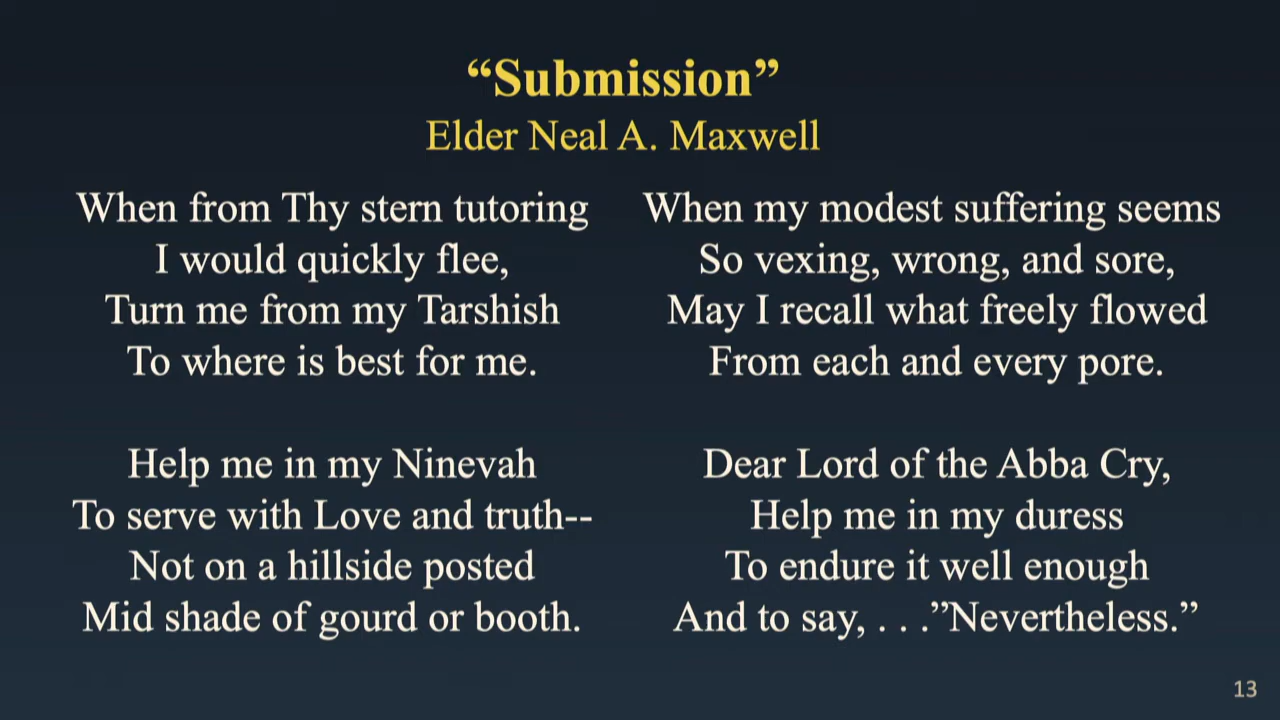 “Submission”
Elder Neal A. Maxwell
When from Thy stern tutoring
I would quickly flee,
Turn me from my Tarshish
To where is best for me.
Help me in my Ninevah
To serve with Love and truth--
Not on a hillside posted
Mid shade of gourd or booth.
When my modest suffering seems
So vexing, wrong, and sore,
May I recall what freely flowed
From each and every pore.
Dear Lord of the Abba Cry,
Help me in my duress
To endure it well enough
And to say, . . .”Nevertheless.”
13